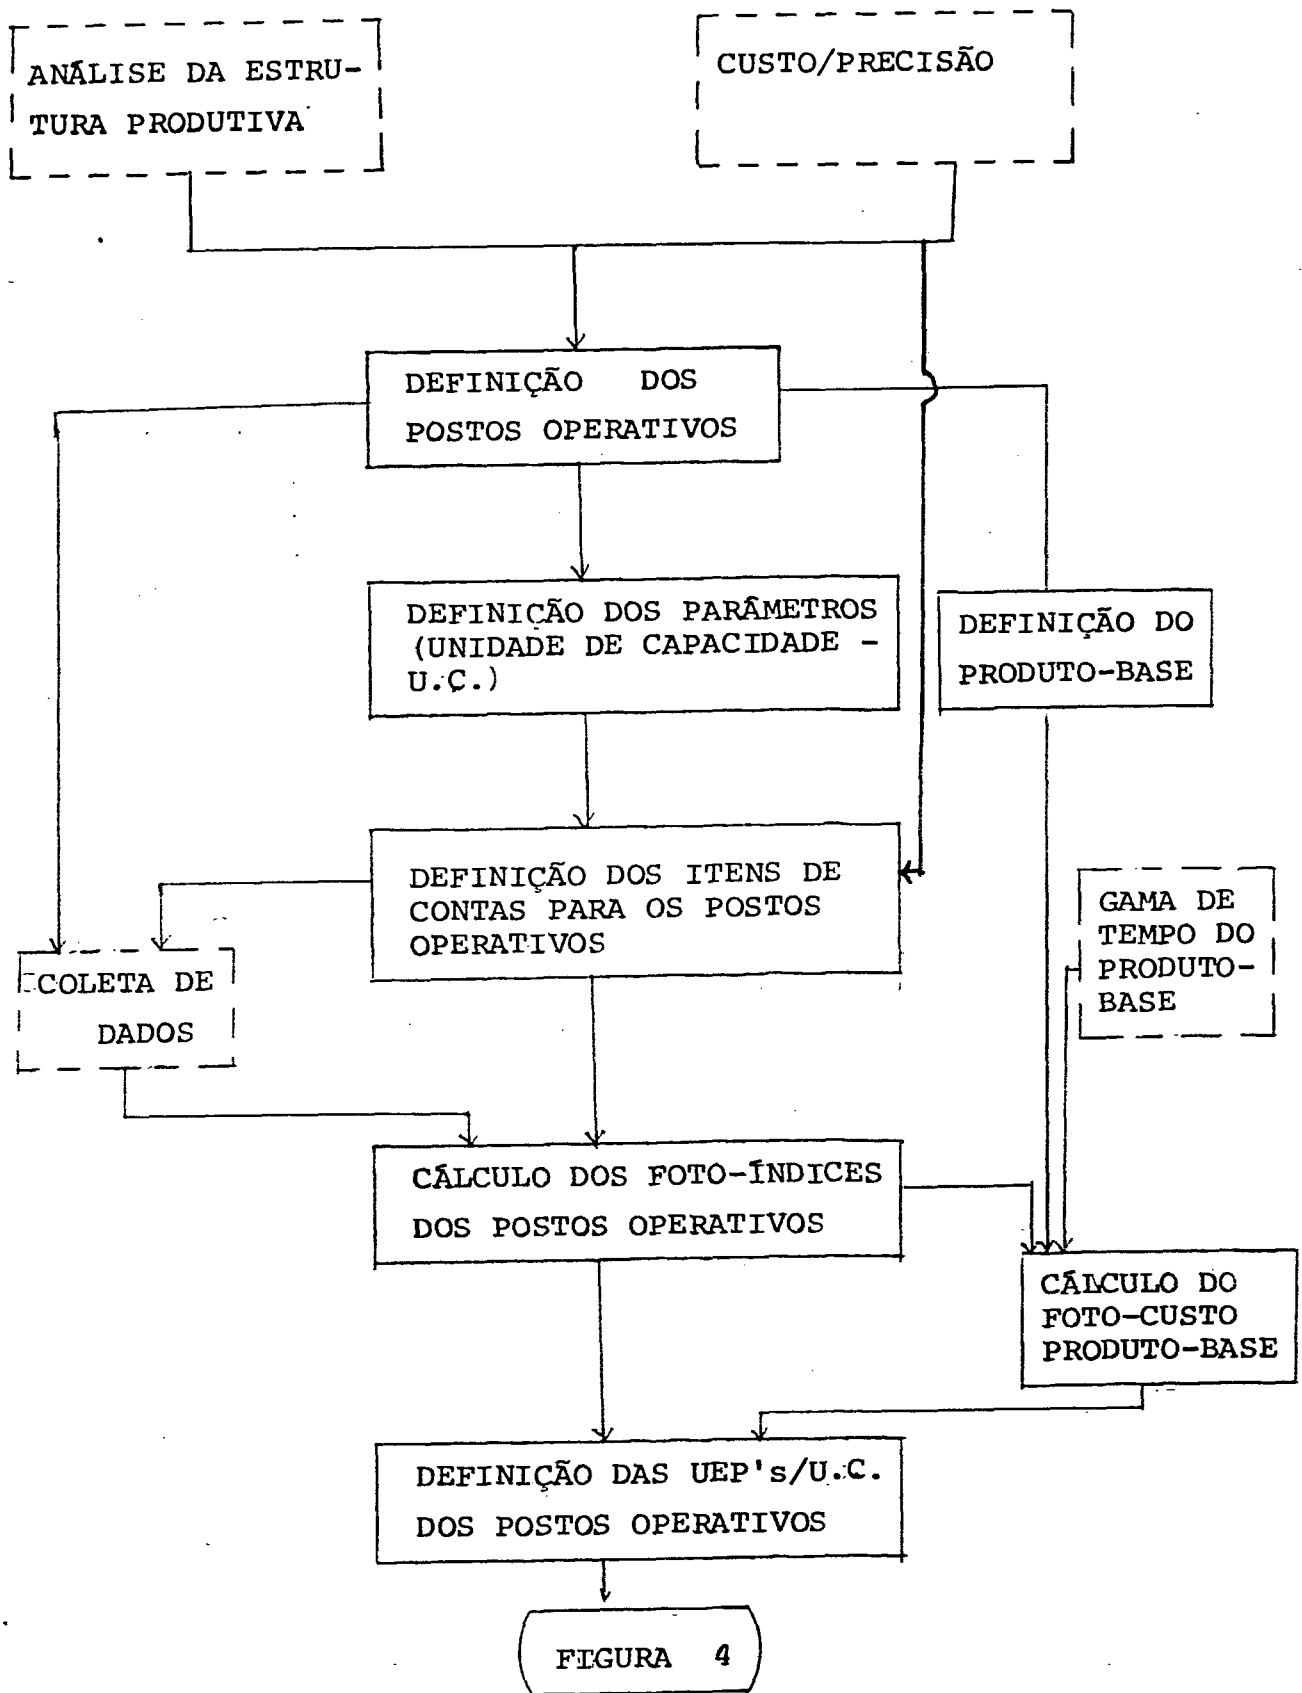 ANÁLISE DA ESTRU-
TURA PRODUTIVA
CUSTO/PRECISÃO
DEFINIÇÃO DOS
POSTOS OPERATIVOS
DEFINIÇÃO DOS PARÂMETROS
(UNIDADE DE CAPACIDADE -
U.C.)
DEFINIÇÃO DO
PRODUTO-BASE
DEFINIÇÃO DOS ITENS DE
CONTAS PARA OS POSTOS
OPERATIVOS
GAMA DE
TEMPO DO
PRODUTO-
BASE
COLETA DE
DADOS
CÁLCULO DOS FOTO-ÍNDICES
DOS POSTOS OPERATIVOS
CÁLCULO DO
FOTO-CUSTO
PRODUTO-BASE
DEFINIÇÃO DAS UEP's/U.C.
DOS POSTOS OPERATIVOS
FIGURA 4